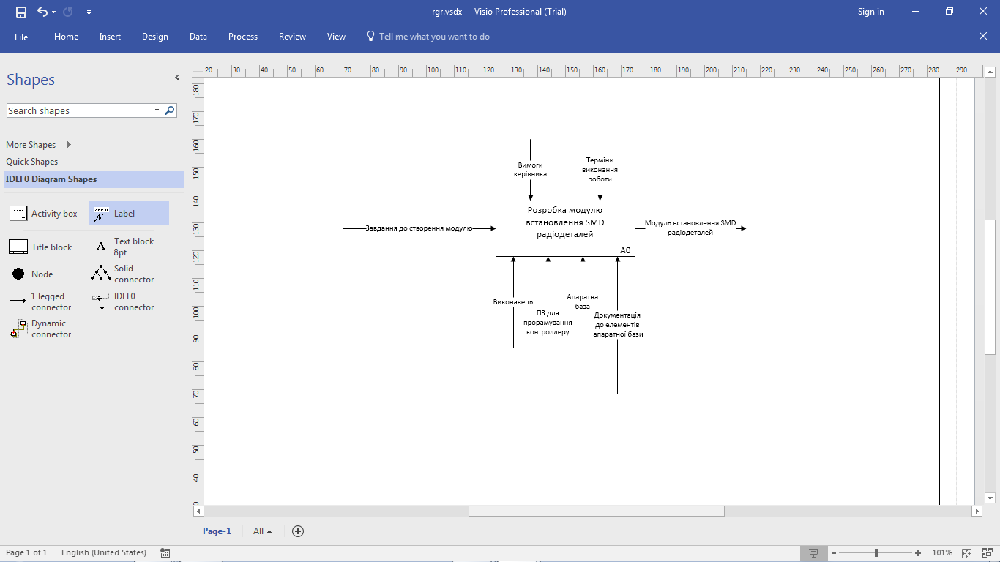 rgr.vsdx - Visio Professional (Trial)
Sign in
File Home Insert Design Data Process Review View Tell me what you want to do
Shapes
Search shapes
More Shapes
Quick Shapes
IDEF0 Diagram Shapes
Activity box
Label
Title block
Text block
8pt
Node
Solid
connector
1 legged
connector
IDEF0
connector
Dynamic
connector
20 30 40 50 60 70 80 90 100 110 120 130 140 150 160 170 180 190 200 210 220 230 240 250 260 270 280 290
180
170
160
150
140
130
120
110
100
90
80
70
60
50
40
Вимоги
керівника
Терміни
виконання
роботи
Розробка модулю
встановлення SMD
радіодеталей
A0
Завдання до створення модулю
Модуль встановлення SMD
радіодеталей
Виконавець
ПЗ для
прорамування
контроллеру
Апаратна
база
Документація
до елементів
апаратної бази
Page-1
All
Page 1 of 1
English (United States)
101%